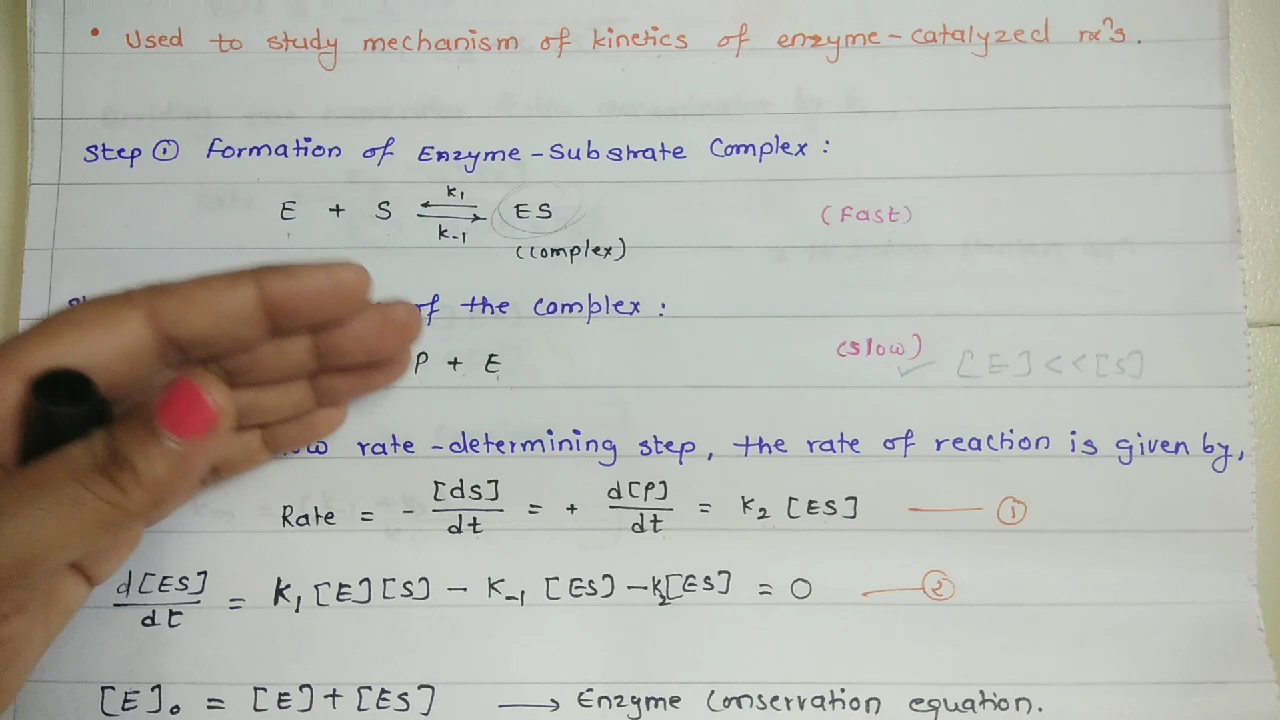 • Used to study mechanism of kinetics of enzyme-catalyzed rxⁿs.
Step ① Formation of Enzyme-Substrate Complex :
E + S ⇌ ES (Fast)
k₁
k₋₁
(complex)
of the complex :
P + E (slow) ✓ [E]<<[S]
rate-determining step, the rate of reaction is given by,
Rate = - [ds]/dt = + d[P]/dt = K₂ [ES] —— ①
d[ES]/dt = K₁ [E][S] - K₋₁ [ES] - k₂[ES] = 0 —— ②
[E]₀ = [E]+[ES] → Enzyme Conservation equation.